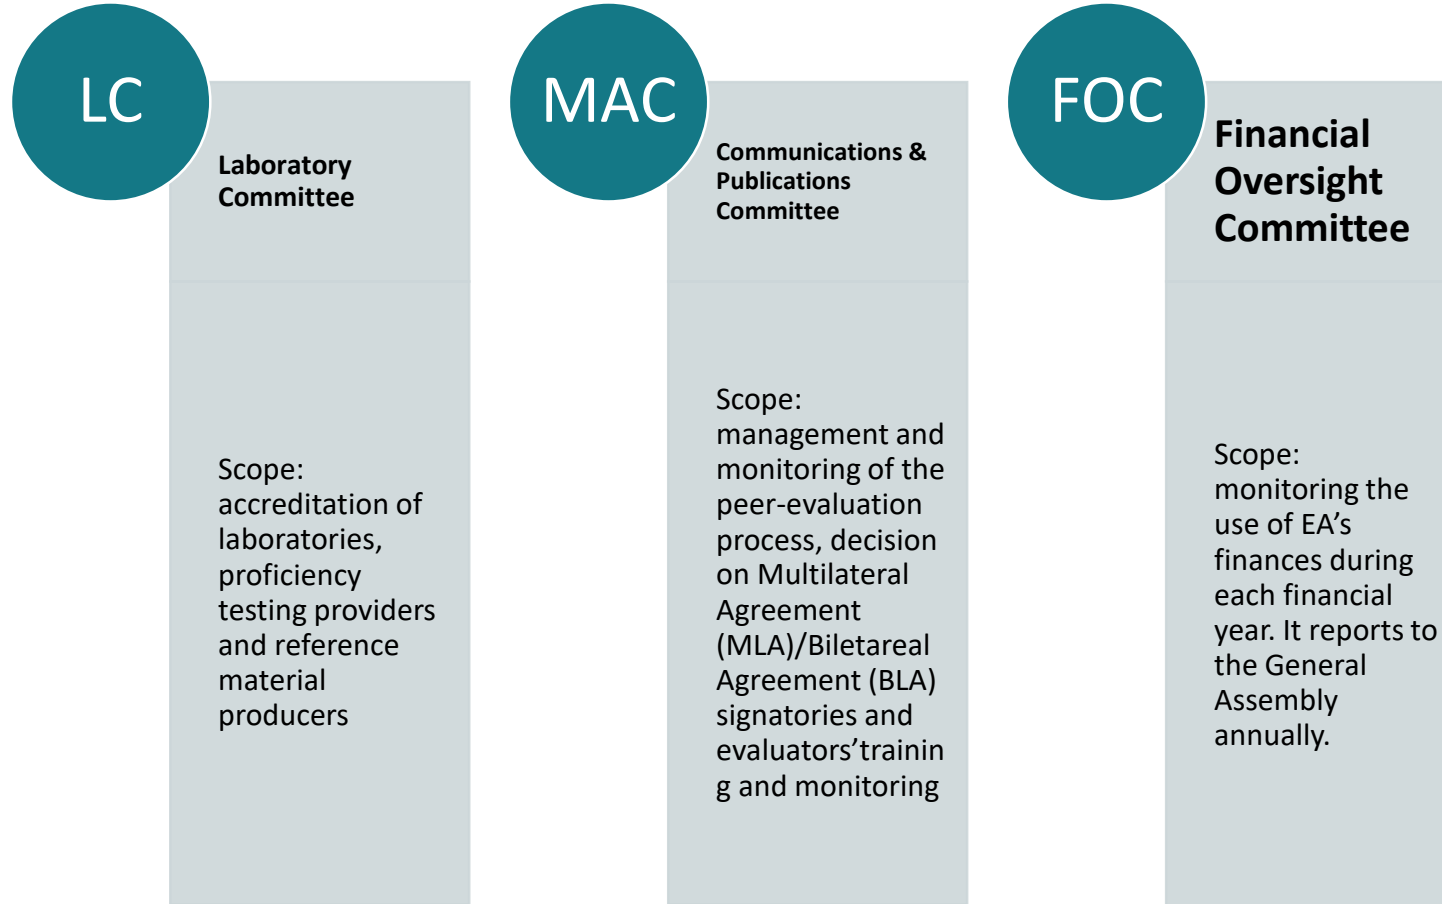 LC
Laboratory
Committee
Scope:
accreditation of
laboratories,
proficiency
testing providers
and reference
material
producers
MAC
Communications &
Publications
Committee
Scope:
management and
monitoring of the
peer-evaluation
process, decision
on Multilateral
Agreement
(MLA)/Biletareal
Agreement (BLA)
signatories and
evaluators’trainin
g and monitoring
FOC
Financial
Oversight
Committee
Scope:
monitoring the
use of EA’s
finances during
each financial
year. It reports to
the General
Assembly
annually.